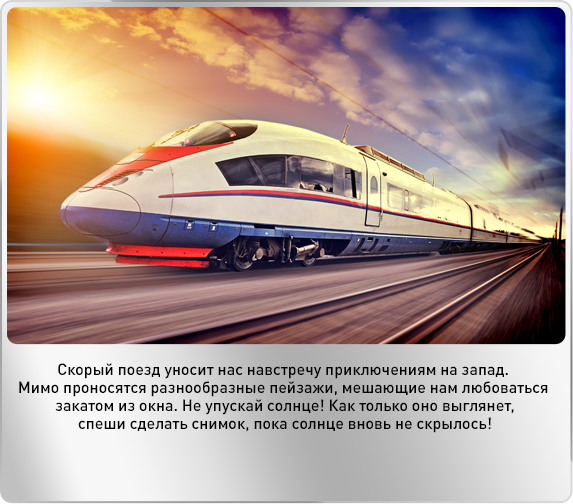 Скорый поезд уносит нас навстречу приключениям на запад.
Мимо проносятся разнообразные пейзажи, мешающие нам любоваться
закатом из окна. Не упускай солнце! Как только оно выглянет,
спеши сделать снимок, пока солнце вновь не скрылось!